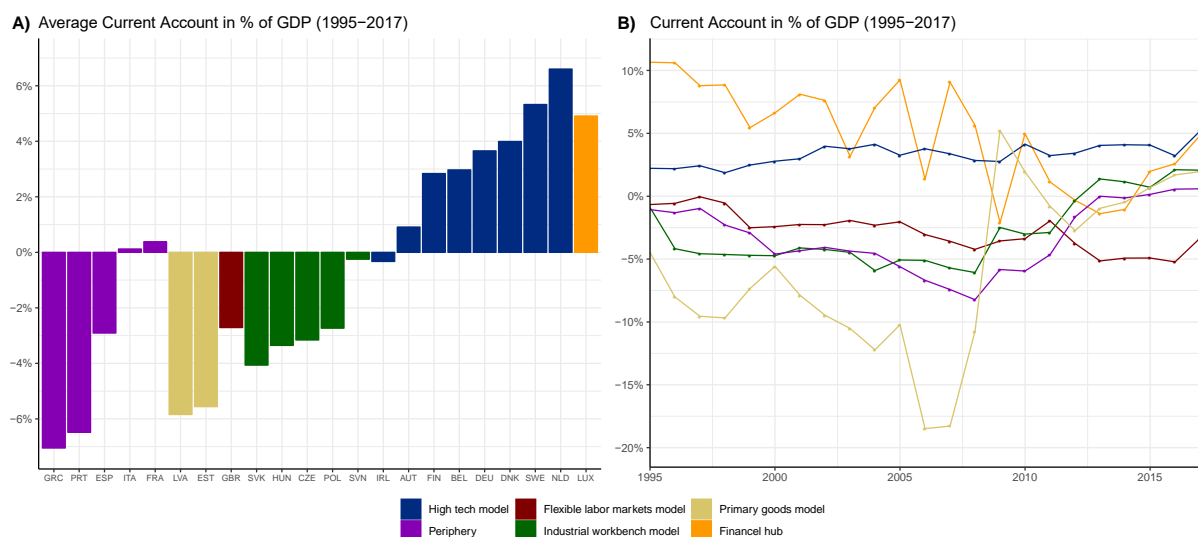 A) Average Current Account in % of GDP (1995−2017)
6%
4%
2%
0%
−2%
−4%
−6%
GRC PRT ESP ITA FRA LVA EST GBR SVK HUN CZE POL SVN IRL AUT FIN BEL DEU DNK SWE NLD LUX
B) Current Account in % of GDP (1995−2017)
10%
5%
0%
−5%
−10%
−15%
−20%
1995 2000 2005 2010 2015
High tech model Flexible labor markets model Primary goods model
Periphery Industrial workbench model Financel hub